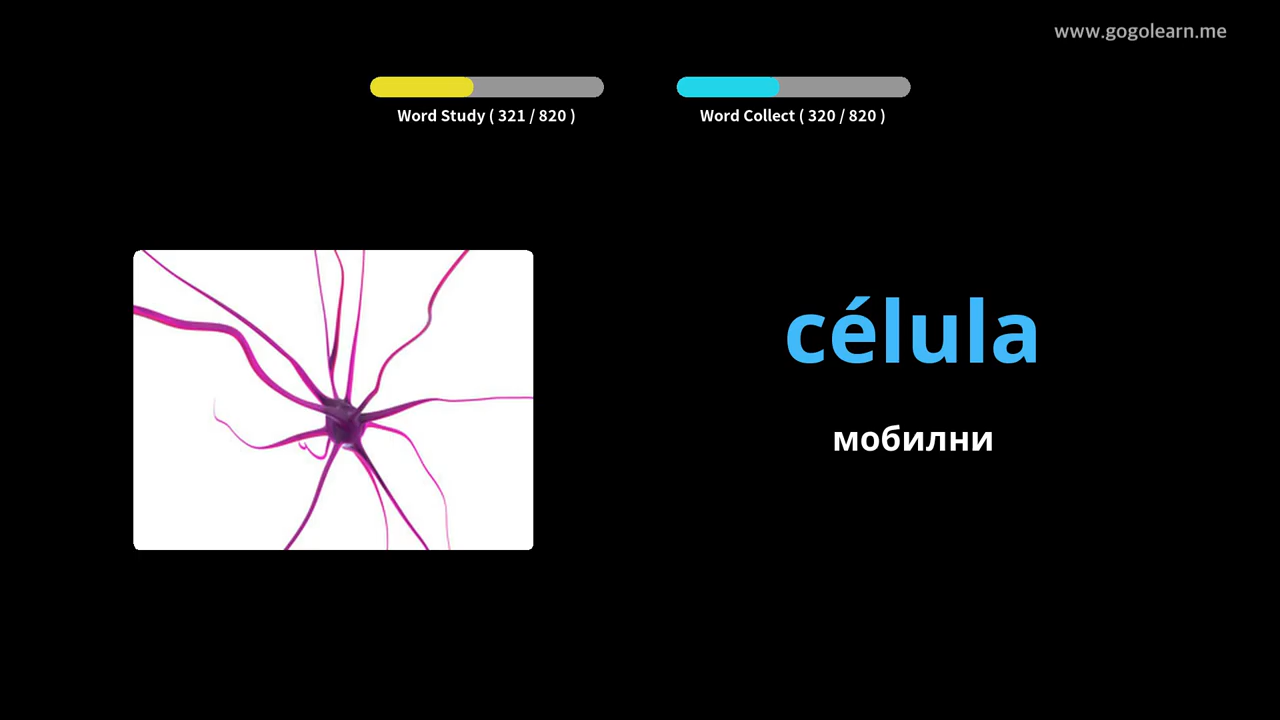 www.gogolearn.me
Word Study ( 321 / 820 )
Word Collect ( 320 / 820 )
célula
мобилни